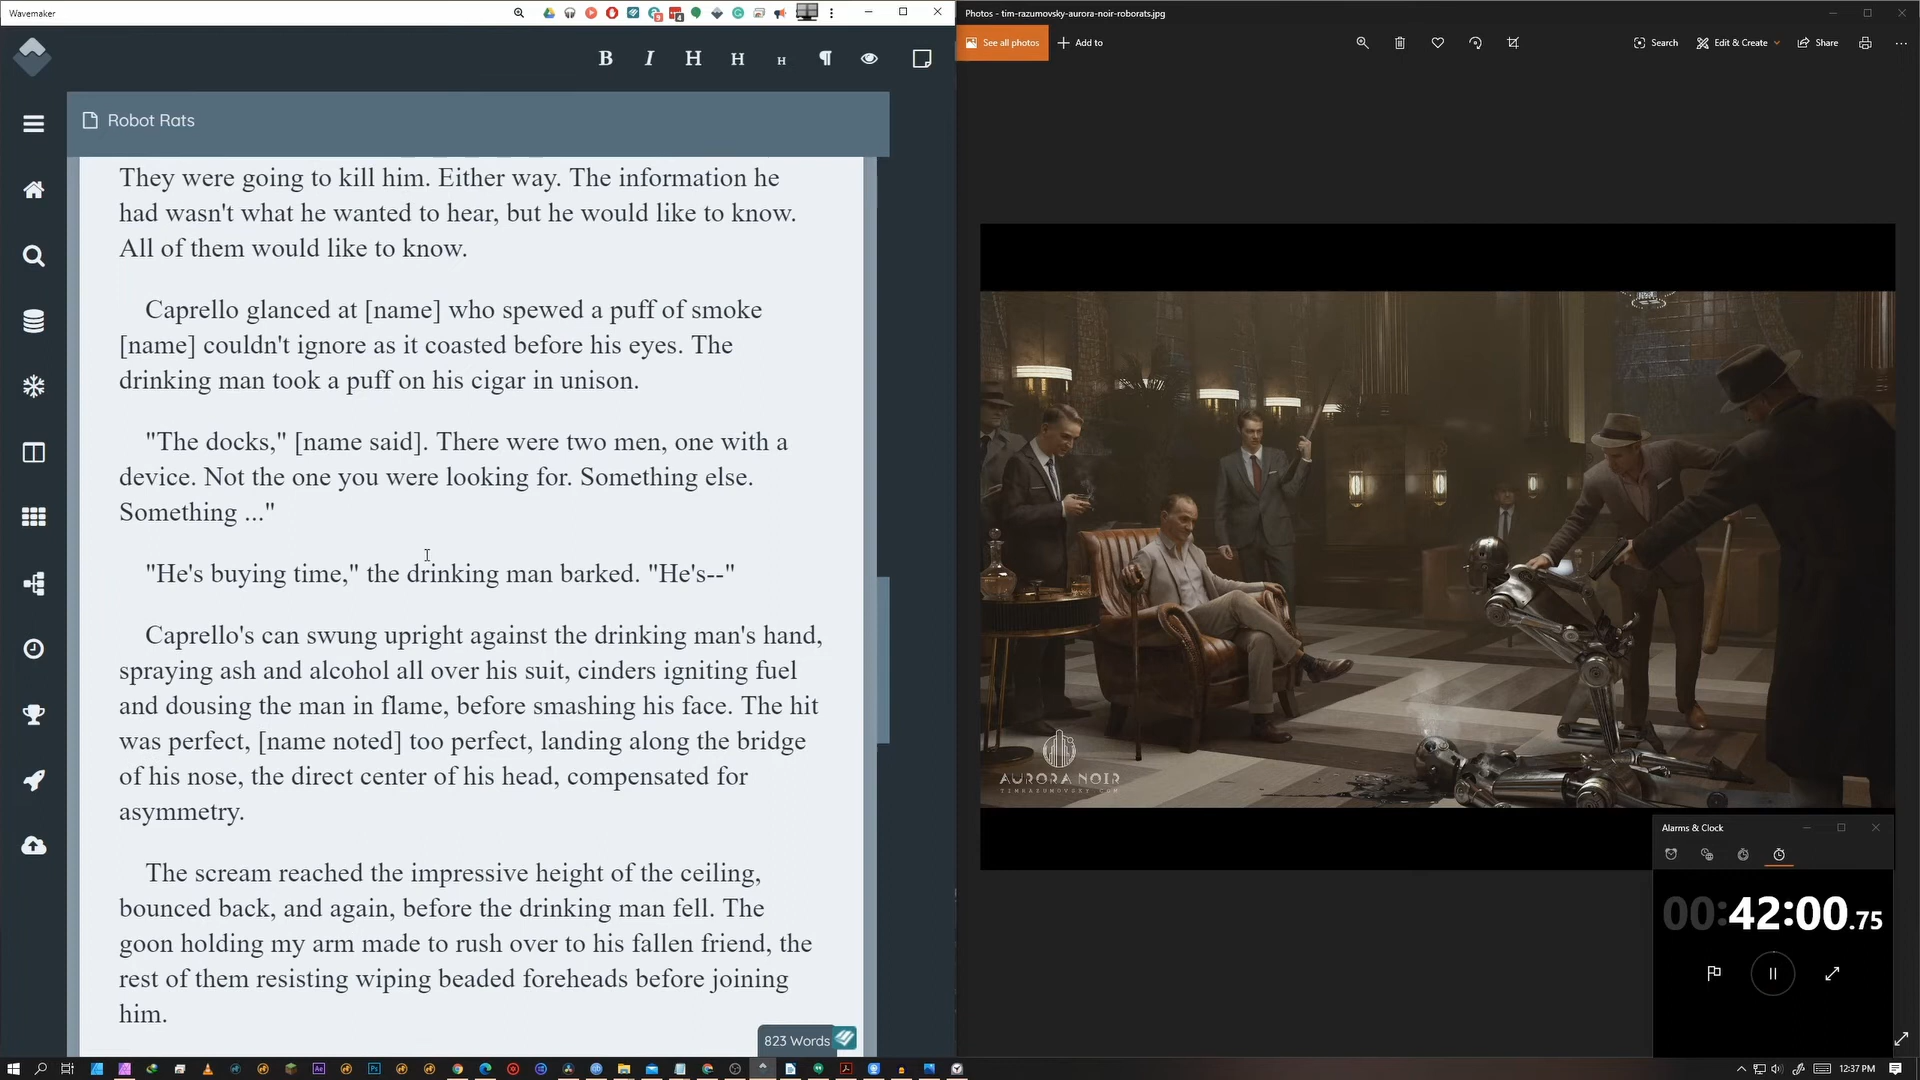 Wavemaker
B I H H H ¶
Robot Rats
They were going to kill him. Either way. The information he
had wasn't what he wanted to hear, but he would like to know.
All of them would like to know.
Caprello glanced at [name] who spewed a puff of smoke
[name] couldn't ignore as it coasted before his eyes. The
drinking man took a puff on his cigar in unison.
"The docks," [name said]. There were two men, one with a
device. Not the one you were looking for. Something else.
Something ..."
"He's buying time," the drinking man barked. "He's--"
Caprello's can swung upright against the drinking man's hand,
spraying ash and alcohol all over his suit, cinders igniting fuel
and dousing the man in flame, before smashing his face. The hit
was perfect, [name noted] too perfect, landing along the bridge
of his nose, the direct center of his head, compensated for
asymmetry.
The scream reached the impressive height of the ceiling,
bounced back, and again, before the drinking man fell. The
goon holding my arm made to rush over to his fallen friend, the
rest of them resisting wiping beaded foreheads before joining
him.
823 Words
Photos - tim-razumovsky-aurora-noir-roborats.jpg
See all photos
Add to
Search
Edit & Create
Share
AURORA NOIR
TIMRAZUMOVSKY.COM
Alarms & Clock
00:42:00.75
12:37 PM